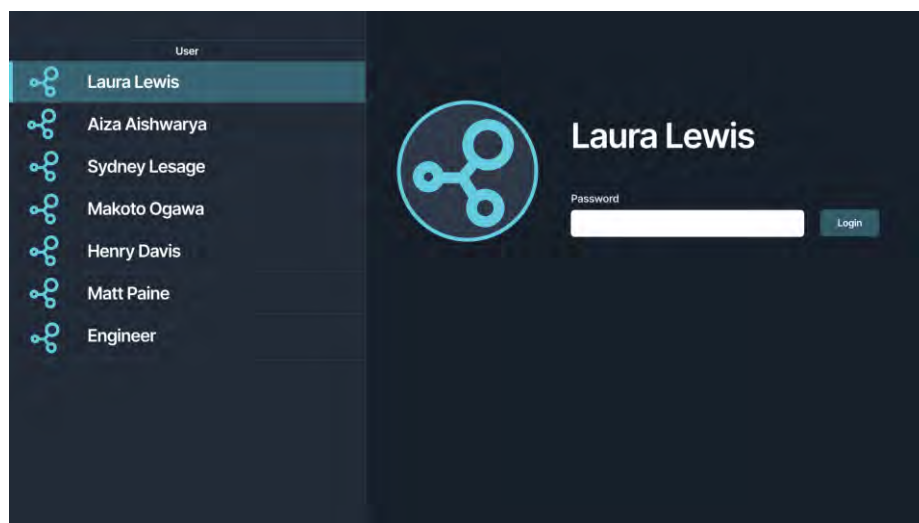 User
Laura Lewis
Aiza Aishwarya
Sydney Lesage
Makoto Ogawa
Henry Davis
Matt Paine
Engineer
Laura Lewis
Password
Login